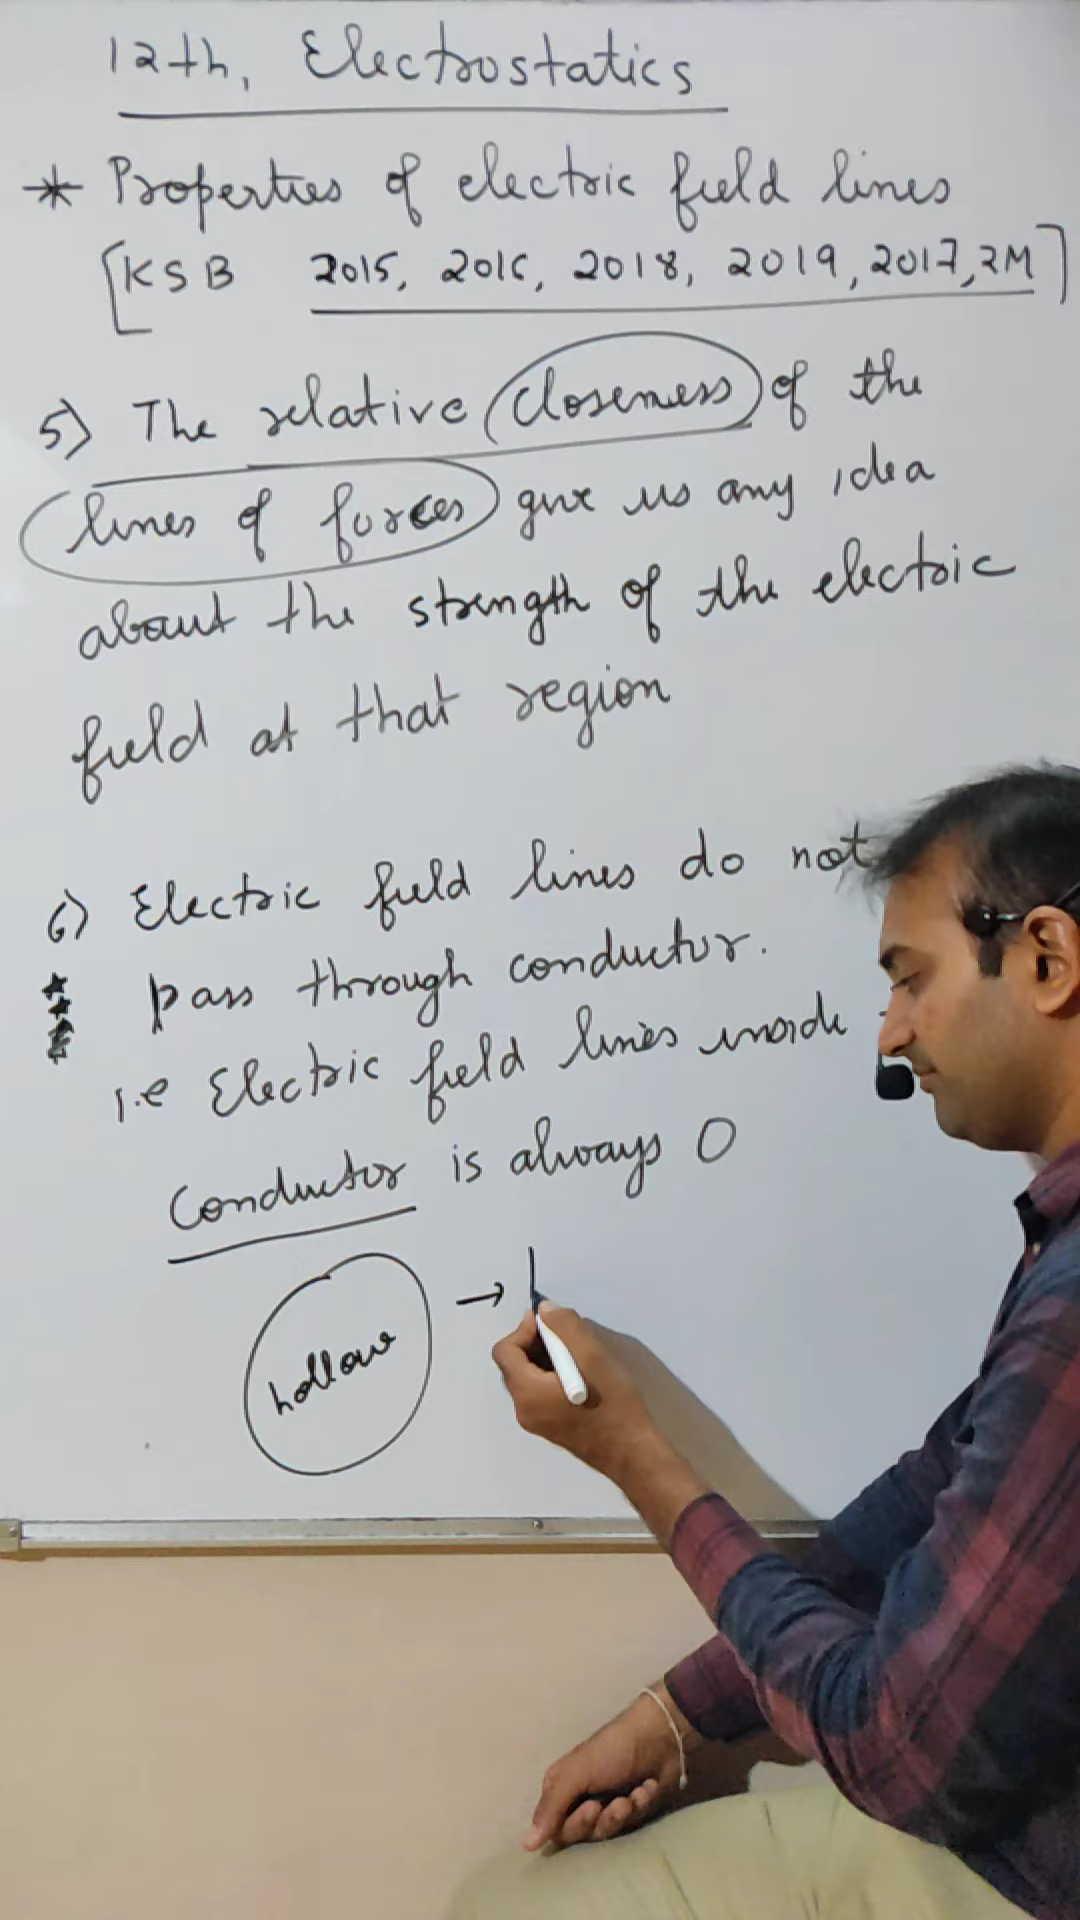 12th, Electrostatics
* Properties of electric field lines
[KSB 2015, 2016, 2018, 2019, 2017, 2M]
5) The relative closeness of the
lines of forces give us any idea
about the strength of the electric
field at that region
6) Electric field lines do not
pass through conductor.
i.e Electric field lines inside
Conductor is always 0
hollow →